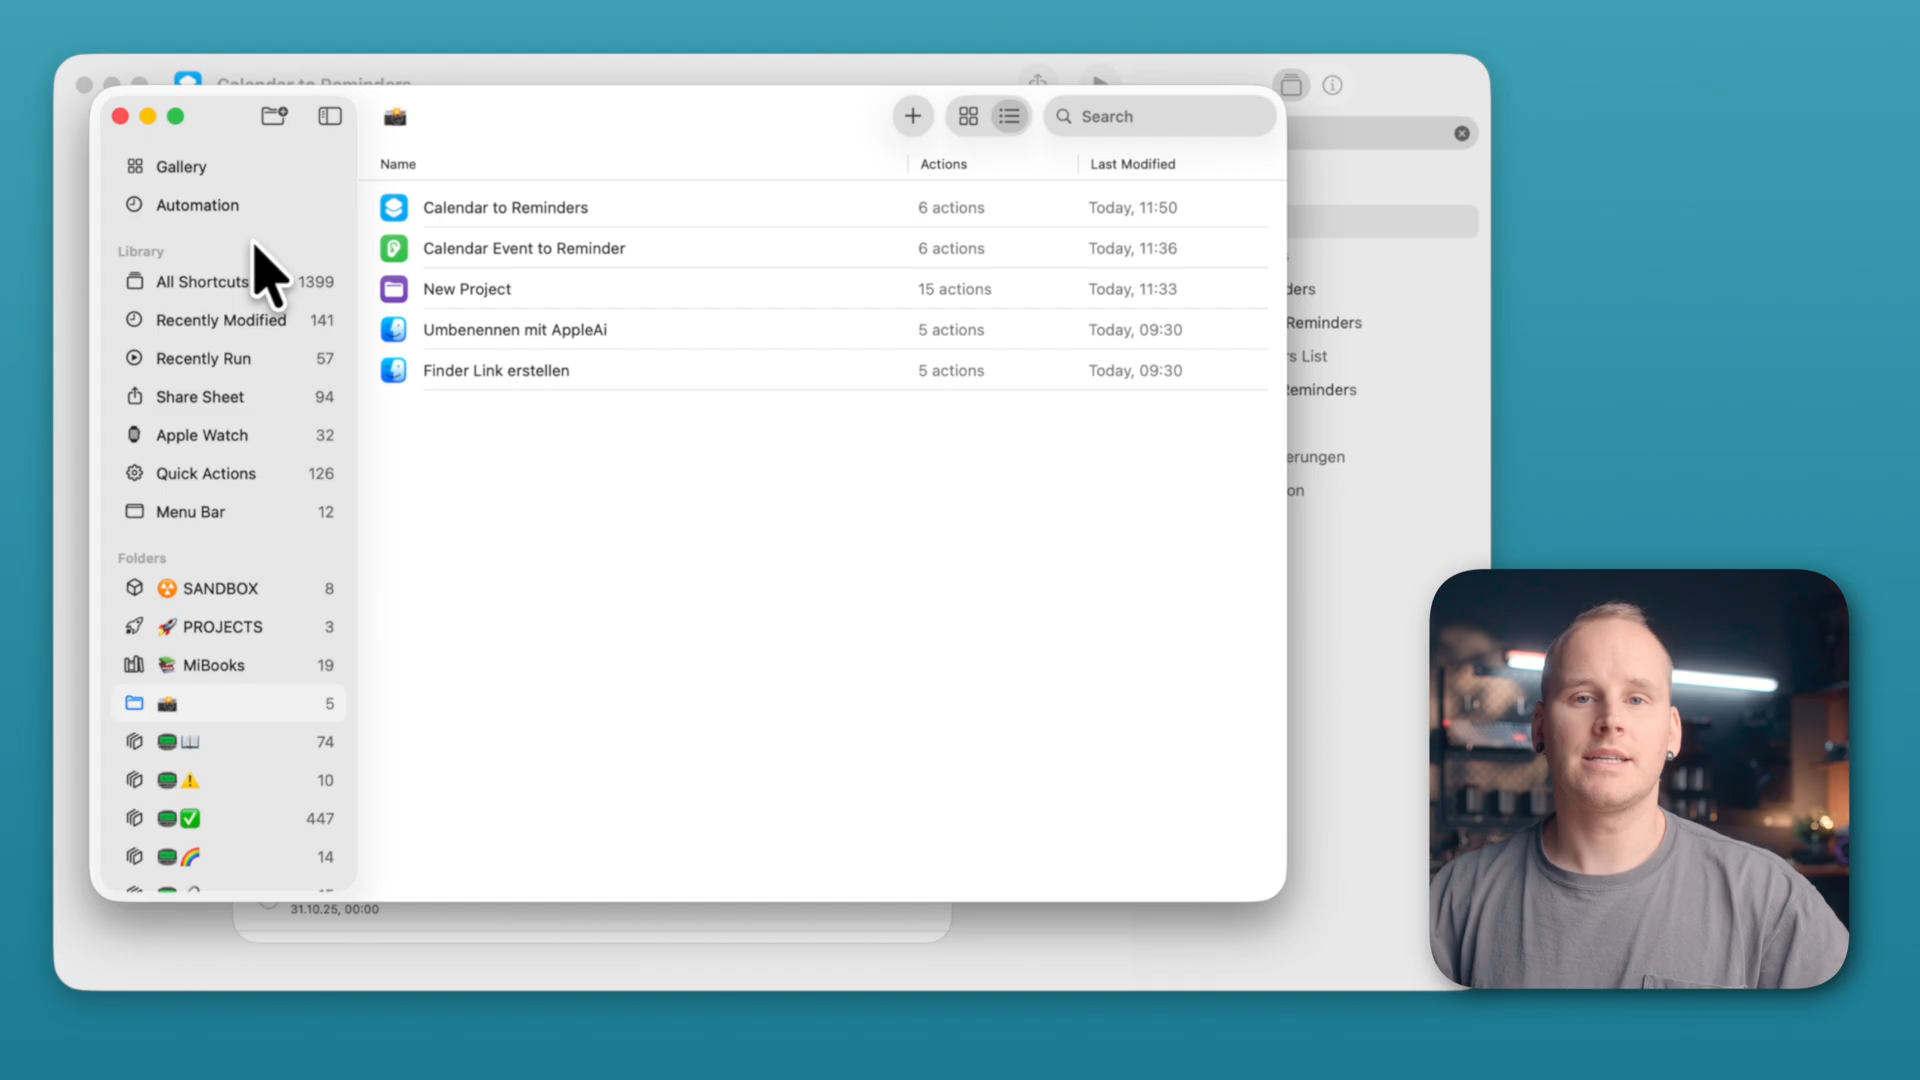 Calendar to Reminders
Search
Gallery
Automation
Library
All Shortcuts 1399
Recently Modified 141
Recently Run 57
Share Sheet 94
Apple Watch 32
Quick Actions 126
Menu Bar 12
Folders
SANDBOX 8
PROJECTS 3
MiBooks 19
5
74
10
447
14
Name Actions Last Modified
Calendar to Reminders 6 actions Today, 11:50
Calendar Event to Reminder 6 actions Today, 11:36
New Project 15 actions Today, 11:33
Umbenennen mit AppleAi 5 actions Today, 09:30
Finder Link erstellen 5 actions Today, 09:30
ders
Reminders
s List
Reminders
erungen
on
31.10.25, 00:00